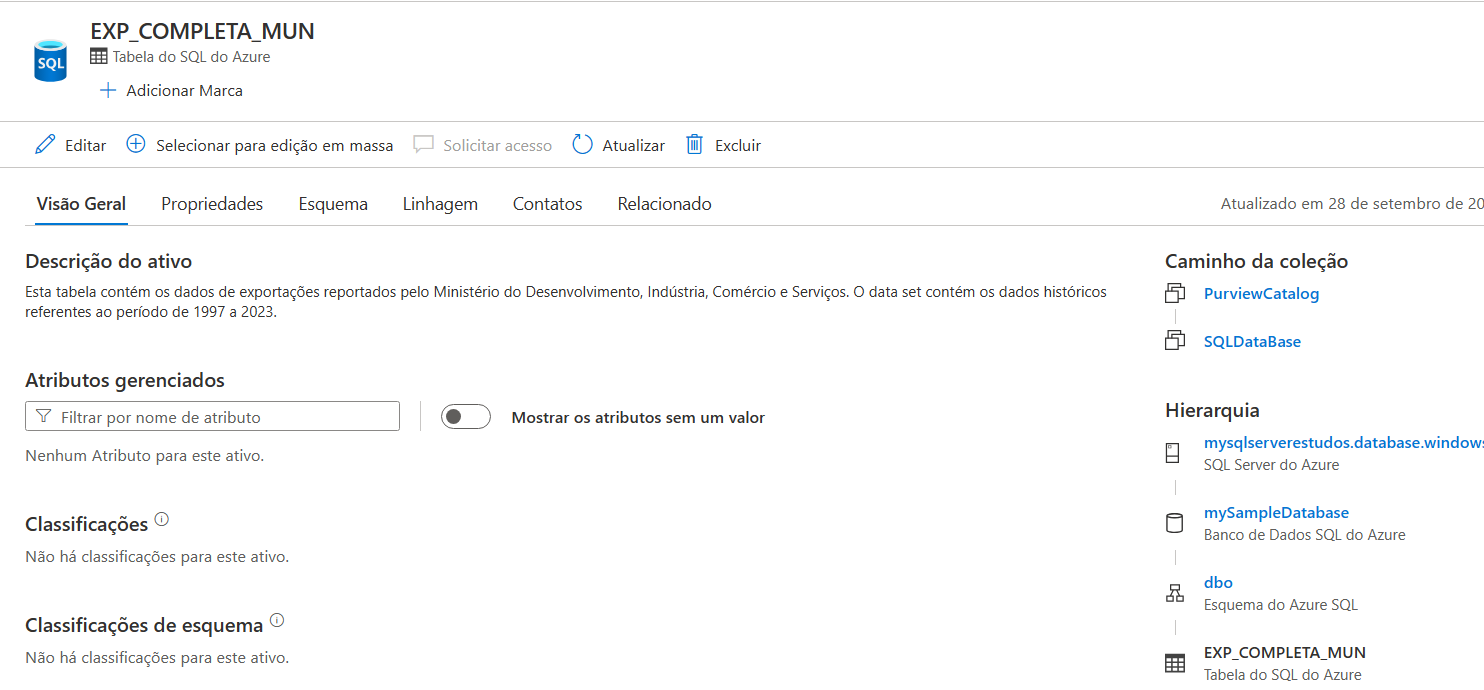 SQL
EXP_COMPLETA_MUN
Tabela do SQL do Azure
Adicionar Marca
Editar
Selecionar para edição em massa
Solicitar acesso
Atualizar
Excluir
Visão Geral
Propriedades
Esquema
Linhagem
Contatos
Relacionado
Atualizado em 28 de setembro de 20
Descrição do ativo
Esta tabela contém os dados de exportações reportados pelo Ministério do Desenvolvimento, Indústria, Comércio e Serviços. O data set contém os dados históricos
referentes ao período de 1997 a 2023.
Atributos gerenciados
Filtrar por nome de atributo
Mostrar os atributos sem um valor
Nenhum Atributo para este ativo.
Classificações
Não há classificações para este ativo.
Classificações de esquema
Não há classificações para este ativo.
Caminho da coleção
PurviewCatalog
SQLDataBase
Hierarquia
mysqlserverestudos.database.windows
SQL Server do Azure
mySampleDatabase
Banco de Dados SQL do Azure
dbo
Esquema do Azure SQL
EXP_COMPLETA_MUN
Tabela do SQL do Azure